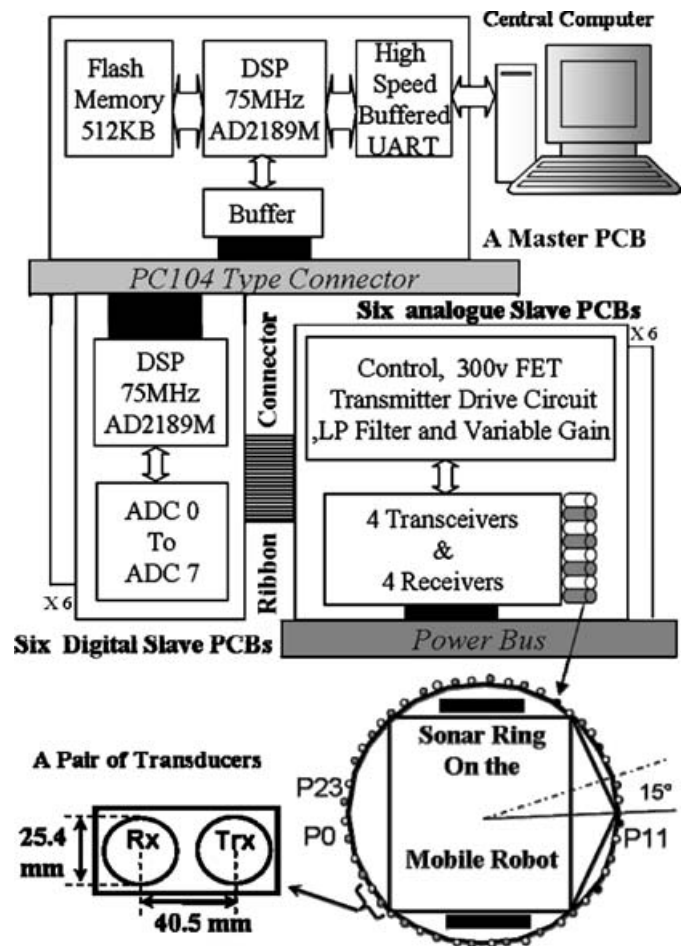 Central Computer
Flash
Memory
512KB
DSP
75MHz
AD2189M
High
Speed
Buffered
UART
Buffer
A Master PCB
PC104 Type Connector
Six analogue Slave PCBs
X 6
DSP
75MHz
AD2189M
ADC 0
To
ADC 7
X 6
Six Digital Slave PCBs
Ribbon Connector
Control, 300v FET
Transmitter Drive Circuit
,LP Filter and Variable Gain
4 Transceivers
&
4 Receivers
Power Bus
A Pair of Transducers
Rx
Trx
25.4
mm
40.5 mm
Sonar Ring
On the
Mobile Robot
P23
P0
15º
P11